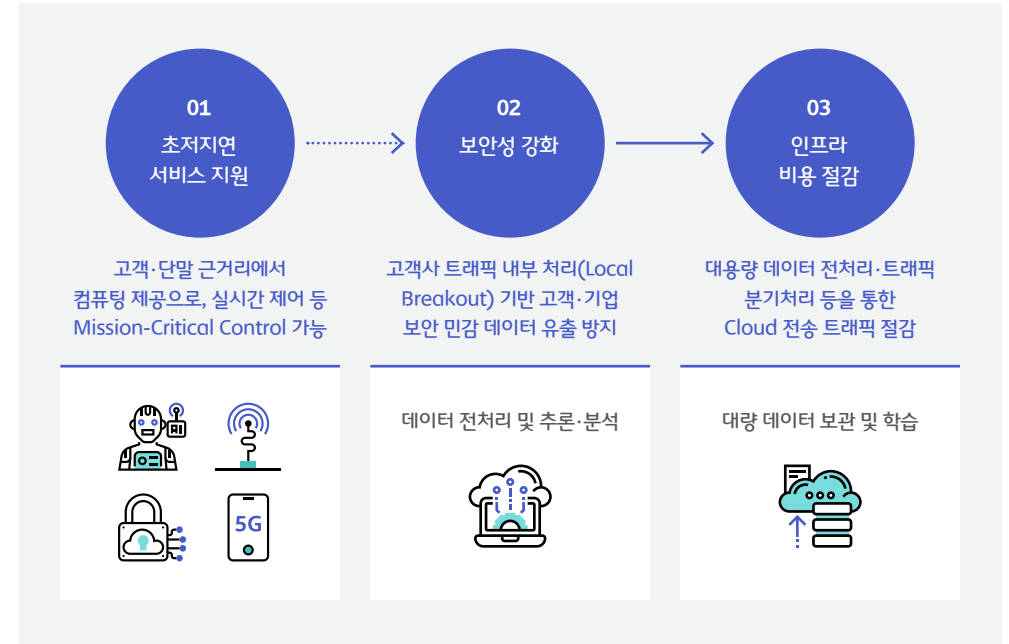 01
초저지연
서비스 지원
02
보안성 강화
03
인프라
비용 절감
고객·단말 근거리에서
컴퓨팅 제공으로, 실시간 제어 등
Mission-Critical Control 가능
고객사 트래픽 내부 처리(Local
Breakout) 기반 고객·기업
보안 민감 데이터 유출 방지
대용량 데이터 전처리·트래픽
분기처리 등을 통한
Cloud 전송 트래픽 절감
AI
5G
데이터 전처리 및 추론·분석
대량 데이터 보관 및 학습